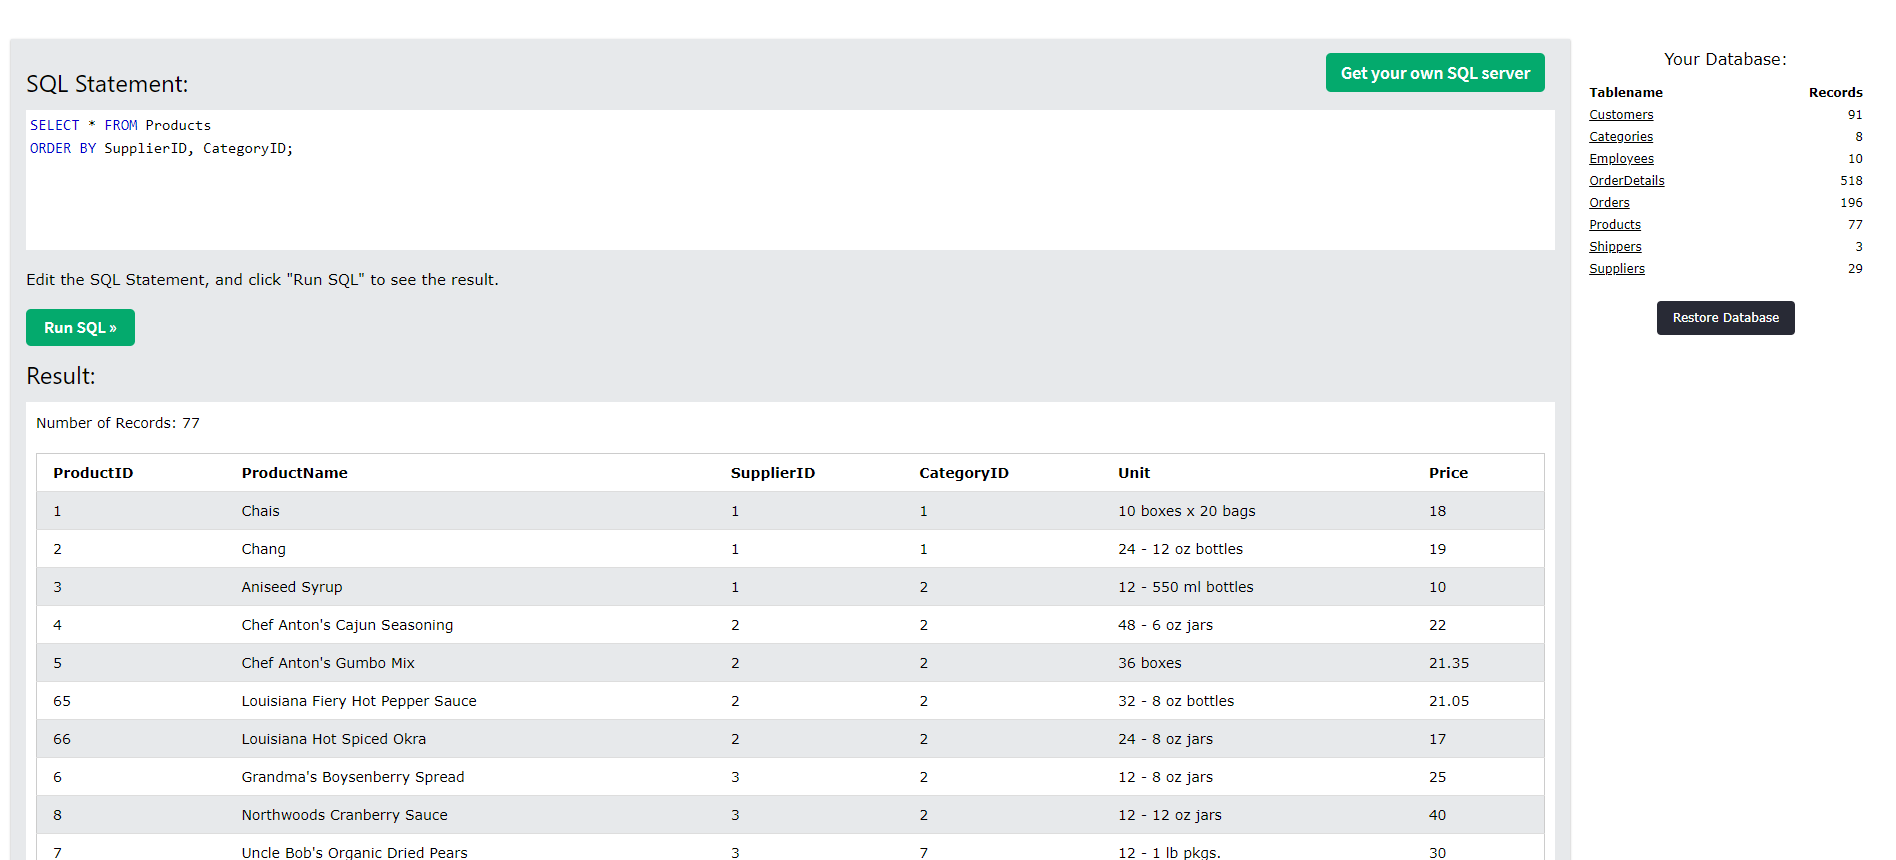 Get your own SQL server
SQL Statement:
SELECT * FROM Products
ORDER BY SupplierID, CategoryID;
Edit the SQL Statement, and click "Run SQL" to see the result.
Run SQL »
Result:
Number of Records: 77
ProductID ProductName SupplierID CategoryID Unit Price
1 Chais 1 1 10 boxes x 20 bags 18
2 Chang 1 1 24 - 12 oz bottles 19
3 Aniseed Syrup 1 2 12 - 550 ml bottles 10
4 Chef Anton's Cajun Seasoning 2 2 48 - 6 oz jars 22
5 Chef Anton's Gumbo Mix 2 2 36 boxes 21.35
65 Louisiana Fiery Hot Pepper Sauce 2 2 32 - 8 oz bottles 21.05
66 Louisiana Hot Spiced Okra 2 2 24 - 8 oz jars 17
6 Grandma's Boysenberry Spread 3 2 12 - 8 oz jars 25
8 Northwoods Cranberry Sauce 3 2 12 - 12 oz jars 40
7 Uncle Bob's Organic Dried Pears 3 7 12 - 1 lb pkgs. 30
Your Database:
Tablename Records
Customers 91
Categories 8
Employees 10
OrderDetails 518
Orders 196
Products 77
Shippers 3
Suppliers 29
Restore Database